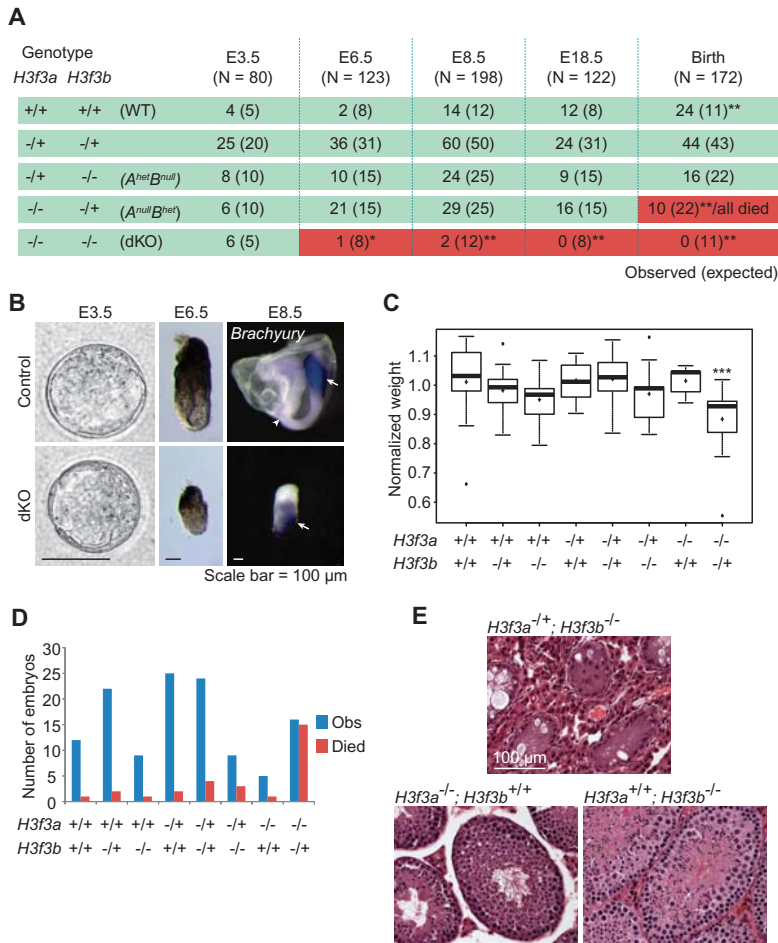 A
Genotype
H3f3a H3f3b
E3.5 (N = 80)
E6.5 (N = 123)
E8.5 (N = 198)
E18.5 (N = 122)
Birth (N = 172)
+/+ +/+ (WT) 4 (5) 2 (8) 14 (12) 12 (8) 24 (11)**
-/+ -/+ 25 (20) 36 (31) 60 (50) 24 (31) 44 (43)
-/+ -/- (AhetBnull) 8 (10) 10 (15) 24 (25) 9 (15) 16 (22)
-/- -/+ (AnullBhet) 6 (10) 21 (15) 29 (25) 16 (15) 10 (22)**/all died
-/- -/- (dKO) 6 (5) 1 (8)* 2 (12)** 0 (8)** 0 (11)**
Observed (expected)
B
E3.5 E6.5 E8.5
Brachyury
Control
dKO
Scale bar = 100 µm
C
Normalized weight
1.1
1.0
0.9
0.8
0.7
0.6
***
H3f3a +/+ +/+ +/+ -/+ -/+ -/+ -/- -/-
H3f3b +/+ -/+ -/- +/+ -/+ -/- +/+ -/+
D
Number of embryos
30
25
20
15
10
5
0
Obs
Died
H3f3a +/+ +/+ +/+ -/+ -/+ -/+ -/- -/-
H3f3b +/+ -/+ -/- +/+ -/+ -/- +/+ -/+
E
H3f3a-/+; H3f3b-/-
100 µm
H3f3a-/-; H3f3b+/+
H3f3a+/+; H3f3b-/-